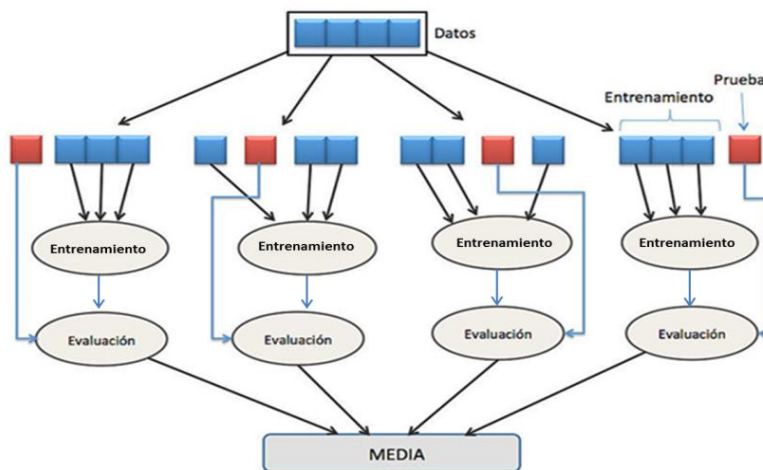 Datos
Prueba
Entrenamiento
Entrenamiento
Entrenamiento
Entrenamiento
Entrenamiento
Evaluación
Evaluación
Evaluación
Evaluación
MEDIA